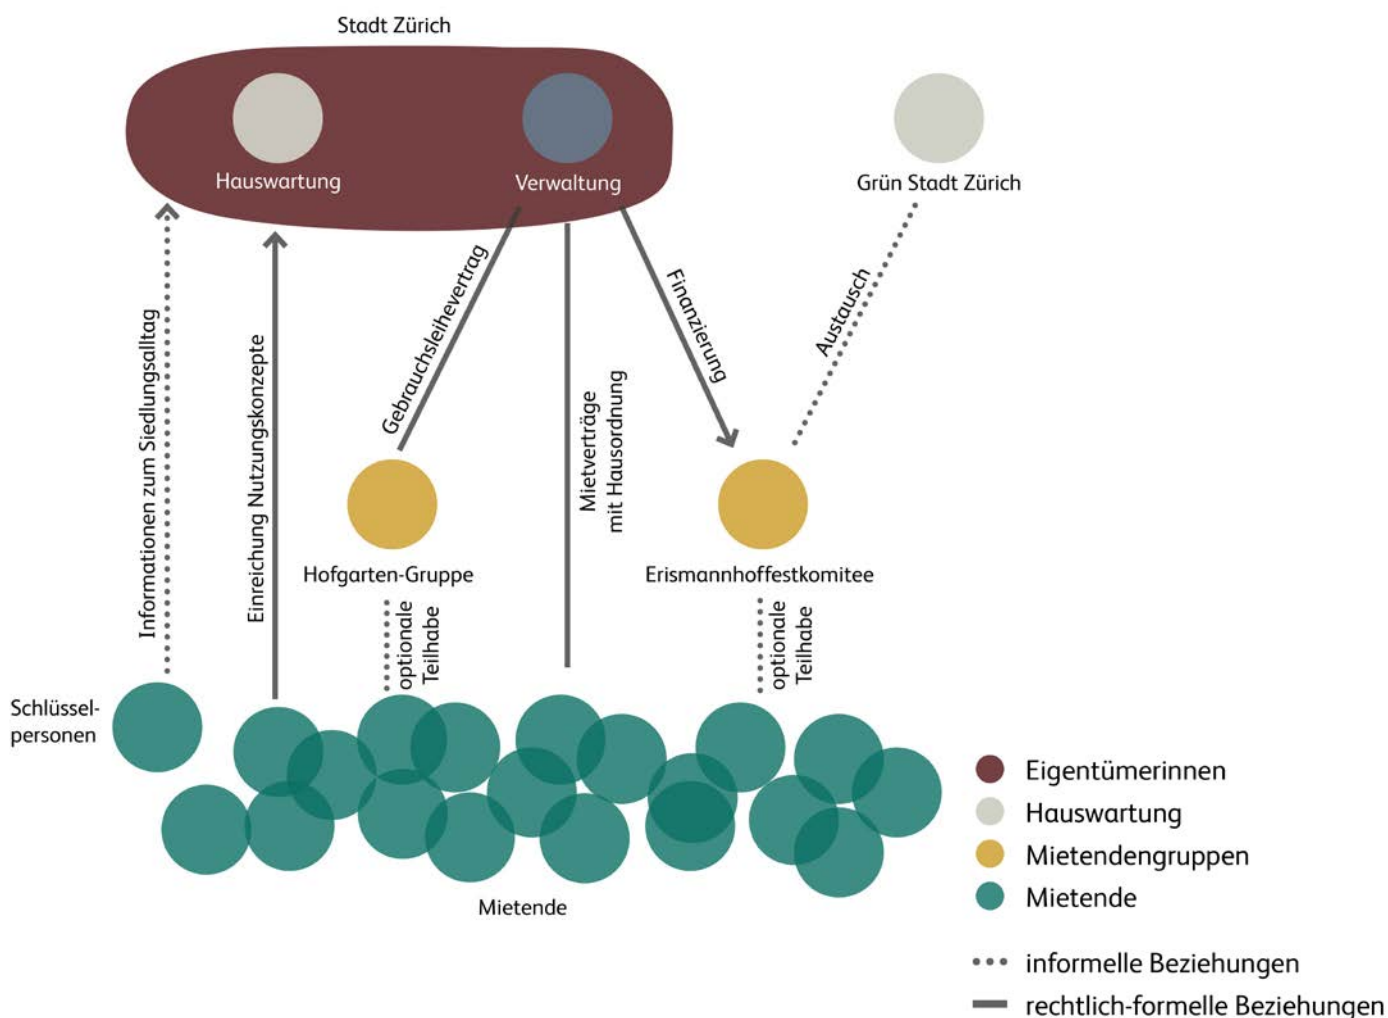 Stadt Zürich
Hauswartung
Verwaltung
Grün Stadt Zürich
Informationen zum Siedlungsalltag
Einreichung Nutzungskonzepte
Gebrauchsleihevertrag
Mietverträge
mit Hausordnung
Finanzierung
Austausch
Hofgarten-Gruppe
Erismannhoffestkomitee
optionale
Teilhabe
optionale
Teilhabe
Schlüssel-
personen
Mietende
Eigentümerinnen
Hauswartung
Mietendengruppen
Mietende
informelle Beziehungen
rechtlich-formelle Beziehungen